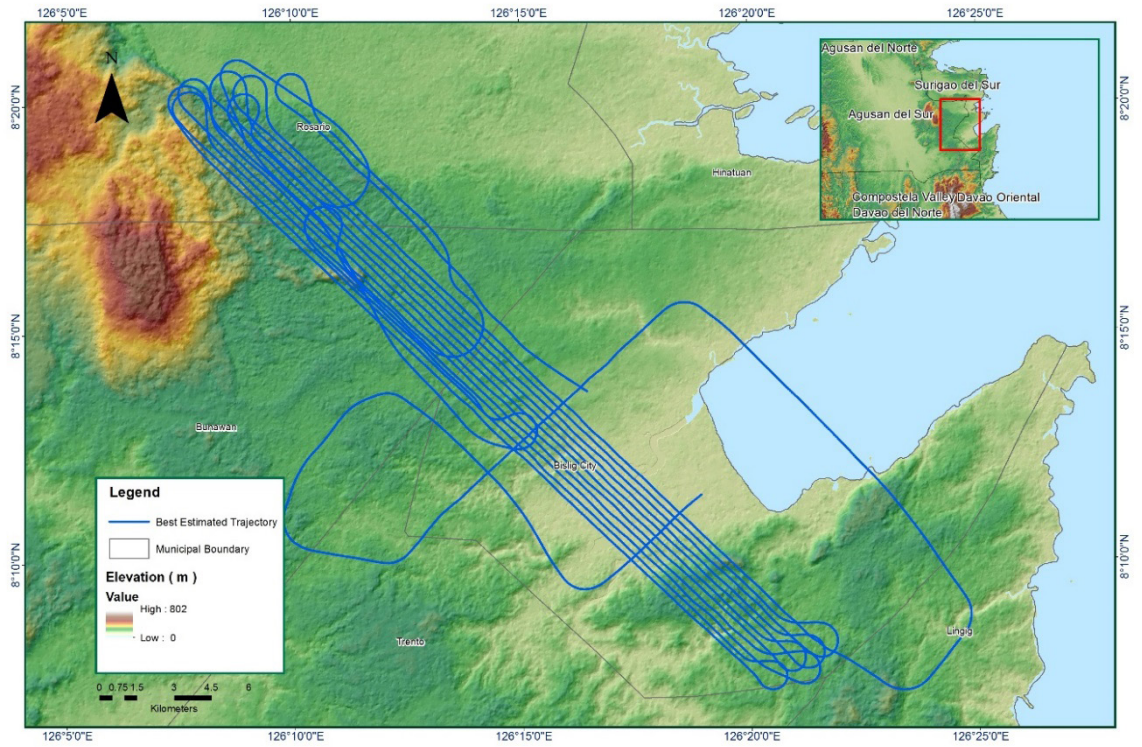 126°5'0"E 126°10'0"E 126°15'0"E 126°20'0"E 126°25'0"E
N
8°20'0"N
8°20'0"N
Agusan del Norte
Surigao del Sur
Agusan del Sur
Compostela Valley Davao Oriental
Davao del Norte
Rosario
Hinatuan
8°15'0"N
8°15'0"N
Bunawan
Bislig City
8°10'0"N
8°10'0"N
Trento
Lingig
Legend
Best Estimated Trajectory
Municipal Boundary
Elevation ( m )
Value
High : 802
Low : 0
0 0.75 1.5 3 4.5 6
Kilometers
126°5'0"E 126°10'0"E 126°15'0"E 126°20'0"E 126°25'0"E